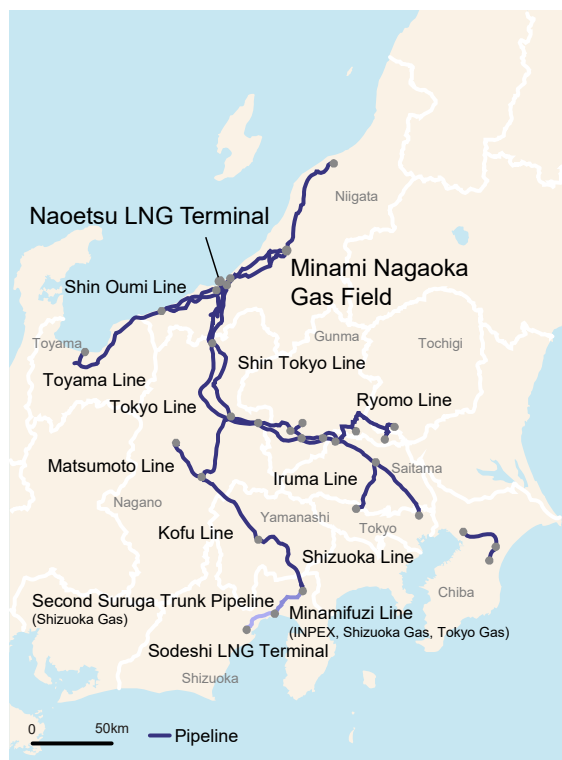 Niigata
Naoetsu LNG Terminal
Minami Nagaoka
Gas Field
Shin Oumi Line
Gunma
Toyama
Tochigi
Shin Tokyo Line
Toyama Line
Ryomo Line
Tokyo Line
Matsumoto Line
Saitama
Iruma Line
Nagano
Yamanashi
Tokyo
Kofu Line
Shizuoka Line
Chiba
Second Suruga Trunk Pipeline
(Shizuoka Gas)
Minamifuzi Line
(INPEX, Shizuoka Gas, Tokyo Gas)
Sodeshi LNG Terminal
Shizuoka
0 50km
Pipeline